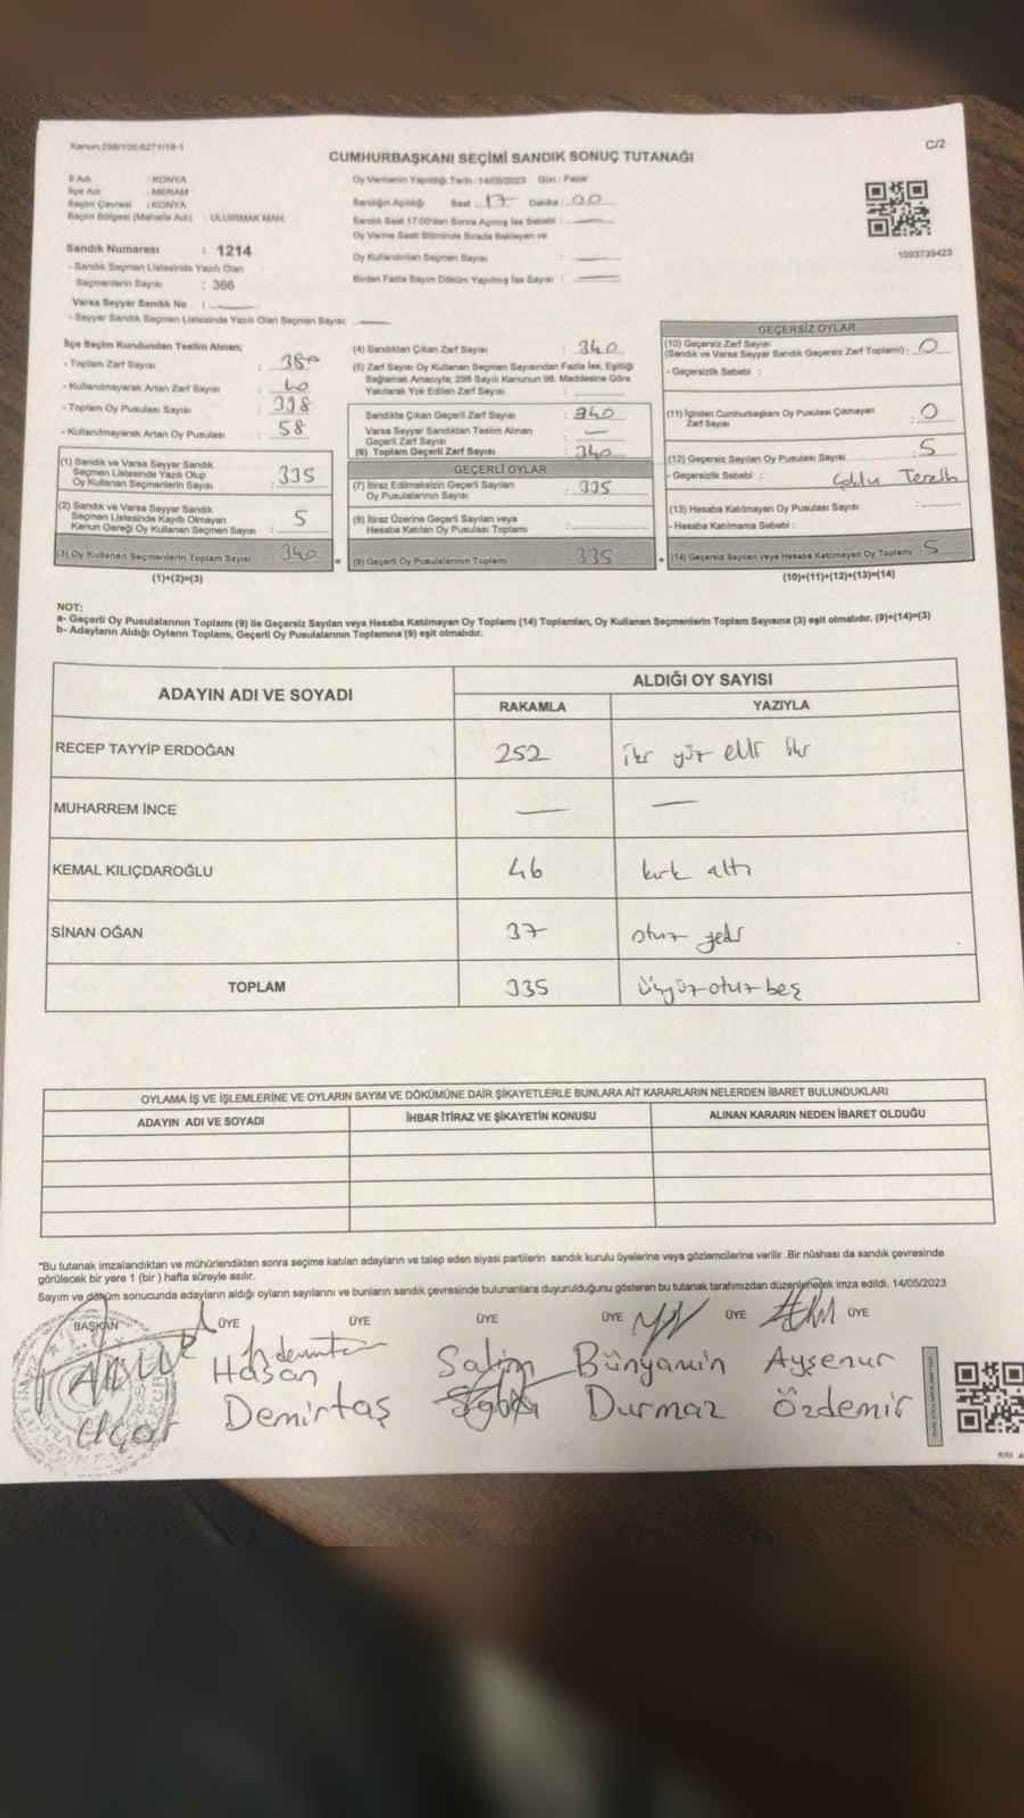 C/2
CUMHURBAŞKANI SEÇİMİ SANDIK SONUÇ TUTANAĞI
İl Adı : KONYA
İlçe Adı : MERAM
Seçim Çevresi : KONYA
Seçim Bölgesi (Mahalle Adı) : ULUIRMAK MAH.
Sandık Numarası : 1214
- Sandık Seçmen Listesinde Yazılı Olan
Seçmenlerin Sayısı : 366
Varsa Seyyar Sandık No :
- Seyyar Sandık Seçmen Listesinde Yazılı Olan Seçmen Sayısı:
Oy Vermenin Yapıldığı Tarih : 14/05/2023 Gün : Pazar
Sandığın Açıldığı Saat : 17 Dakika : 00
Sandık Saat 17:00'den Sonra Açılmış İse Sebebi :
Oy Verme Saati Bitiminde Sırada Bekleyen ve
Oy Kullandırılan Seçmen Sayısı :
Birden Fazla Sayım Döküm Yapılmış İse Sayısı :
1093739423
İlçe Seçim Kurulundan Teslim Alınan;
- Toplam Zarf Sayısı : 380
- Kullanılmayarak Artan Zarf Sayısı : 40
- Toplam Oy Pusulası Sayısı : 398
- Kullanılmayarak Artan Oy Pusulası : 58
(1) Sandık ve Varsa Seyyar Sandık
Seçmen Listesinde Yazılı Olup
Oy Kullanan Seçmenlerin Sayısı : 335
(2) Sandık ve Varsa Seyyar Sandık
Seçmen Listesinde Kayıtlı Olmayan
Kanun Gereği Oy Kullanan Seçmen Sayısı : 5
(3) Oy Kullanan Seçmenlerin Toplam Sayısı : 340
(1)+(2)=(3)
(4) Sandıktan Çıkan Zarf Sayısı : 340
(5) Zarf Sayısı Oy Kullanan Seçmen Sayısından Fazla İse, Eşitliği
Sağlamak Amacıyla, 298 Sayılı Kanunun 98. Maddesine Göre
Yakılarak Yok Edilen Zarf Sayısı :
Sandıkta Çıkan Geçerli Zarf Sayısı : 340
Varsa Seyyar Sandıktan Teslim Alınan
Geçerli Zarf Sayısı : —
(6) Toplam Geçerli Zarf Sayısı : 340
GEÇERLİ OYLAR
(7) İtiraz Edilmeksizin Geçerli Sayılan
Oy Pusulalarının Sayısı : 335
(8) İtiraz Üzerine Geçerli Sayılan veya
Hesaba Katılan Oy Pusulası Toplamı :
(9) Geçerli Oy Pusulalarının Toplamı : 335
GEÇERSİZ OYLAR
(10) Geçersiz Zarf Sayısı
(Sandık ve Varsa Seyyar Sandık Geçersiz Zarf Toplamı) : 0
- Geçersizlik Sebebi :
(11) İçinden Cumhurbaşkanı Oy Pusulası Çıkmayan
Zarf Sayısı : 0
(12) Geçersiz Sayılan Oy Pusulası Sayısı : 5
- Geçersizlik Sebebi : Çoklu Tercih
(13) Hesaba Katılmayan Oy Pusulası Sayısı :
- Hesaba Katılmama Sebebi :
(14) Geçersiz Sayılan veya Hesaba Katılmayan Oy Toplamı : 5
(10)+(11)+(12)+(13)=(14)
NOT:
a- Geçerli Oy Pusulalarının Toplamı (9) ile Geçersiz Sayılan veya Hesaba Katılmayan Oy Toplamı (14) Toplamları, Oy Kullanan Seçmenlerin Toplam Sayısına (3) eşit olmalıdır. (9)+(14)=(3)
b- Adayların Aldığı Oyların Toplamı, Geçerli Oy Pusulalarının Toplamına (9) eşit olmalıdır.
ADAYIN ADI VE SOYADI ALDIĞI OY SAYISI
RAKAMLA YAZIYLA
RECEP TAYYİP ERDOĞAN 252 iki yüz elli iki
MUHARREM İNCE — —
KEMAL KILIÇDAROĞLU 46 kırk altı
SİNAN OĞAN 37 otuz yedi
TOPLAM 335 üçyüz otuz beş
OYLAMA İŞ VE İŞLEMLERİNE VE OYLARIN SAYIM VE DÖKÜMÜNE DAİR ŞİKAYETLERLE BUNLARA AİT KARARLARIN NELERDEN İBARET BULUNDUKLARI
ADAYIN ADI VE SOYADI İHBAR İTİRAZ VE ŞİKAYETİN KONUSU ALINAN KARARIN NEDEN İBARET OLDUĞU
"Bu tutanak imzalandıktan ve mühürlendikten sonra seçime katılan adayların ve talep eden siyasi partilerin sandık kurulu üyelerine veya gözlemcilerine verilir. Bir nüshası da sandık çevresinde
görülecek bir yere 1 (bir) hafta süreyle asılır.
Sayım ve döküm sonucunda adayların aldığı oyların sayılarını ve bunların sandık çevresinde bulunanlara duyurulduğunu gösteren bu tutanak tarafımızdan düzenlenerek imza edildi. 14/05/2023
BAŞKAN ÜYE ÜYE ÜYE ÜYE ÜYE ÜYE
Hasan Salim Bünyamin Ayşenur
Uçar Demirtaş Durmaz Özdemir